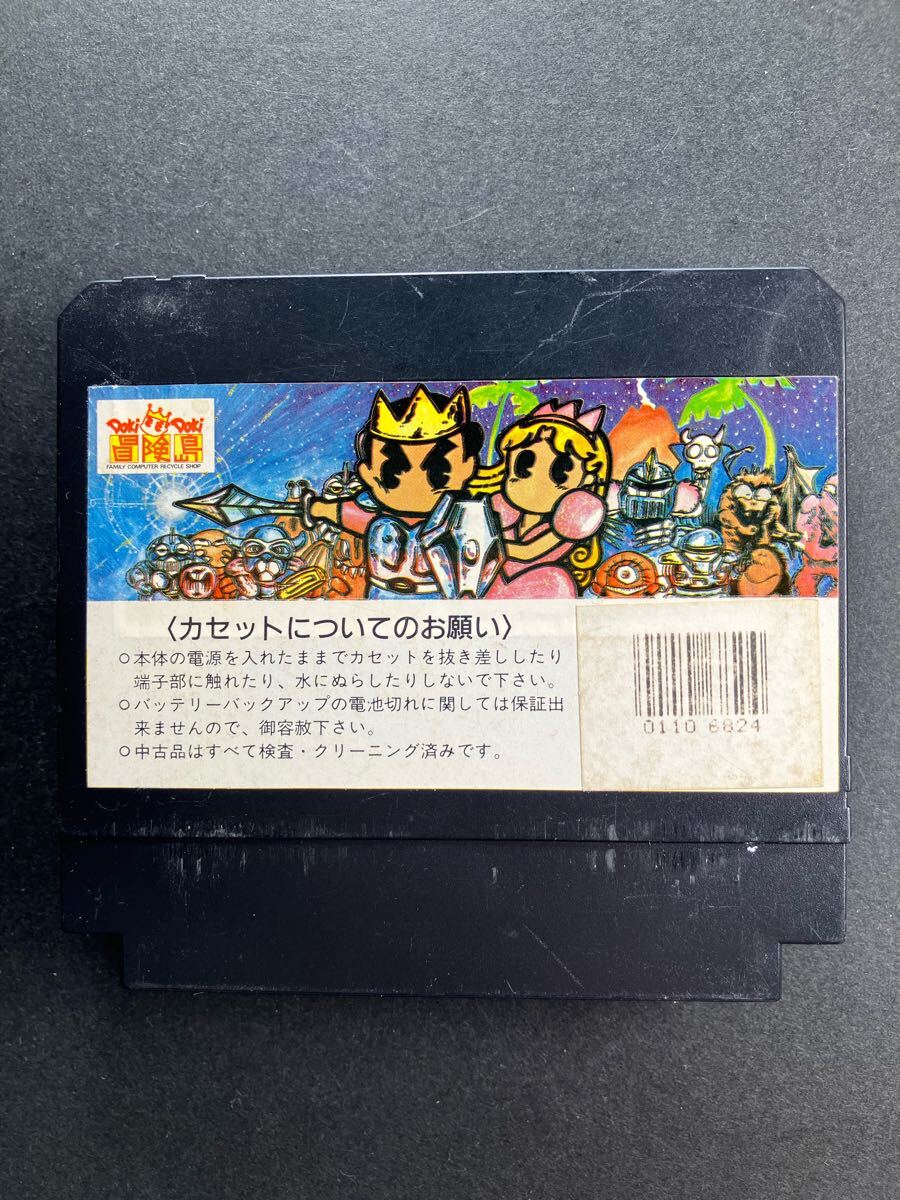 Doki Doki
冒険島
FAMILY COMPUTER RECYCLE SHOP
〈カセットについてのお願い〉
○本体の電源を入れたままでカセットを抜き差ししたり
端子部に触れたり、水にぬらしたりしないで下さい。
○バッテリーバックアップの電池切れに関しては保証出
来ませんので、御容赦下さい。
○中古品はすべて検査・クリーニング済みです。
0110 6824